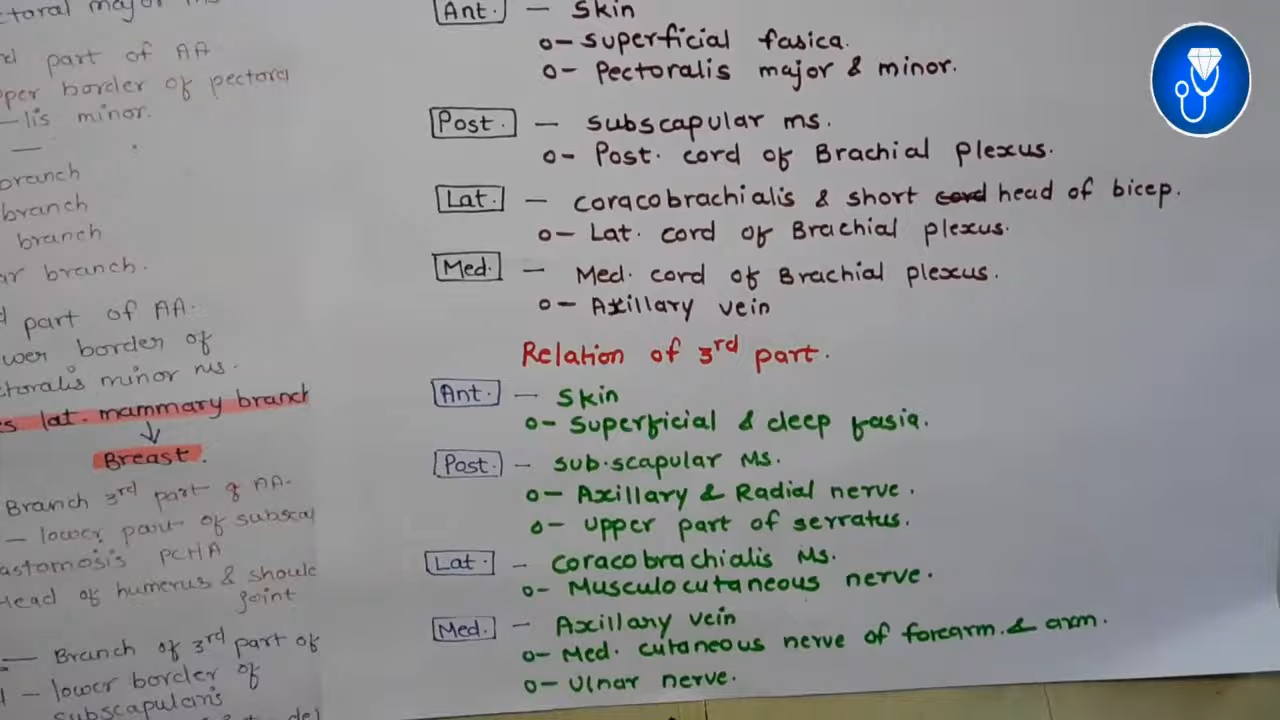 part of AA
border of pectora
-lis minor.
branch
branch
branch
branch.
part of AA.
border of
minor ms.
lat. mammary branch
↓
Breast.
Branch 3rd part of AA.
- lower part of subscap
PCHA
Head of humerus & should
joint
— Branch of 3rd part of
- lower border of
subscapularis
Ant. — Skin
o- superficial fasica.
o- Pectoralis major & minor.
Post. — subscapular ms.
o- Post. cord of Brachial plexus.
Lat. — coracobrachialis & short cord head of bicep.
o- Lat. cord of Brachial plexus.
Med. — Med. cord of Brachial plexus.
o- Axillary vein
Relation of 3rd part.
Ant. — Skin
o- Superficial & deep fasia.
Post. - Sub.scapular Ms.
o- Axillary & Radial nerve.
o- upper part of serratus.
Lat. - coracobrachialis Ms.
o- Musculocutaneous nerve.
Med. - Axillary vein
o- Med. cutaneous nerve of forearm. & arm.
o- Ulnar nerve.